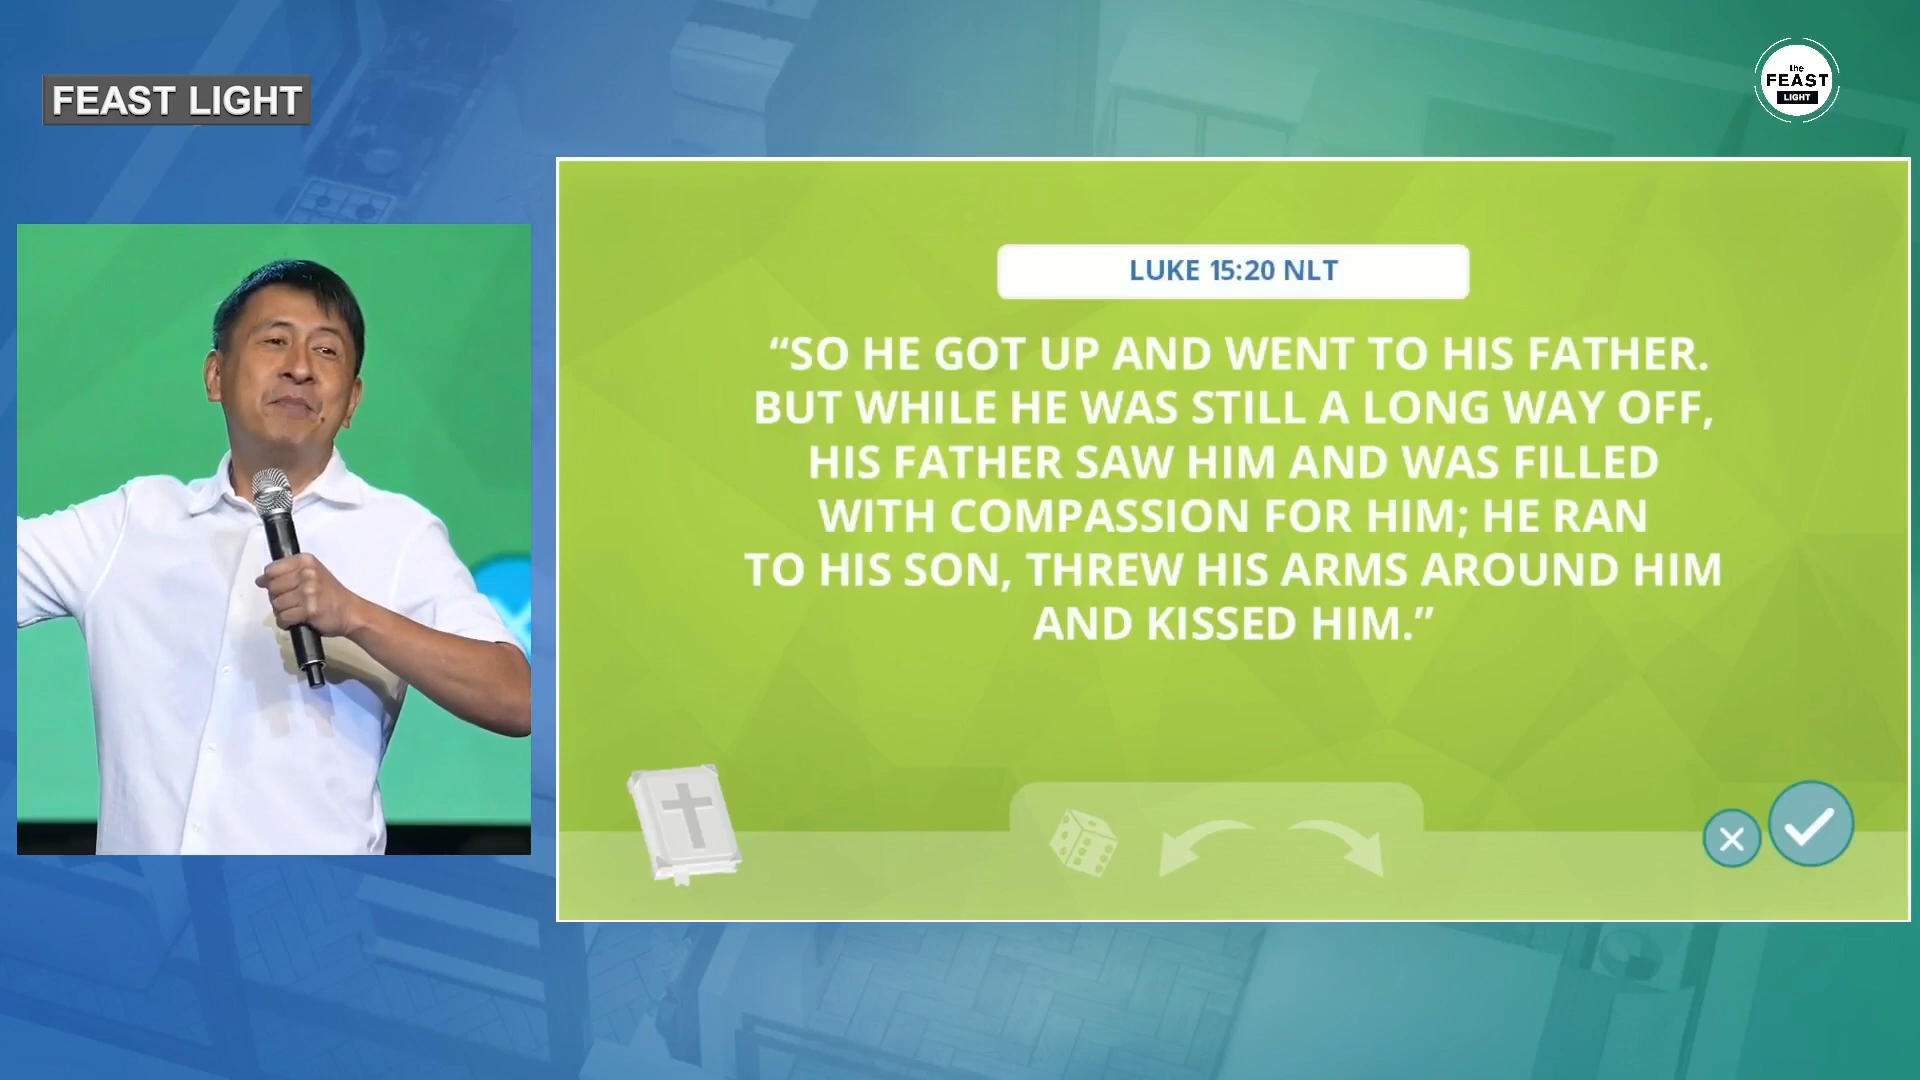 FEAST LIGHT
the
FEAST
LIGHT
LUKE 15:20 NLT
“SO HE GOT UP AND WENT TO HIS FATHER.
BUT WHILE HE WAS STILL A LONG WAY OFF,
HIS FATHER SAW HIM AND WAS FILLED
WITH COMPASSION FOR HIM; HE RAN
TO HIS SON, THREW HIS ARMS AROUND HIM
AND KISSED HIM.”